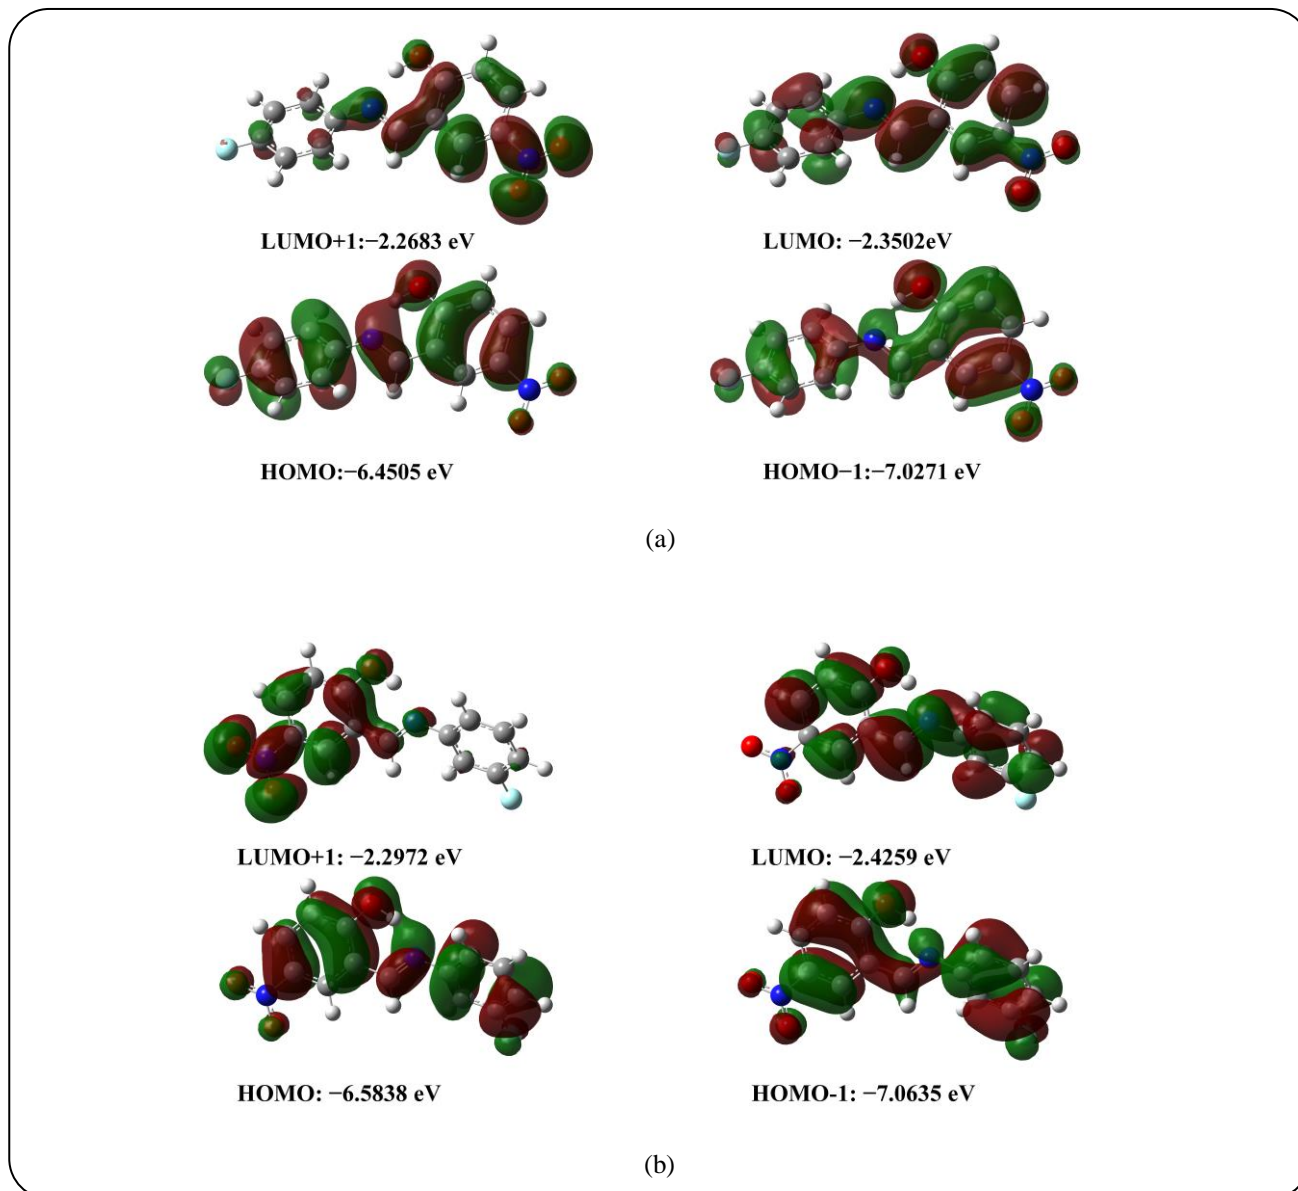 LUMO+1:−2.2683 eV
LUMO: −2.3502eV
HOMO:−6.4505 eV
HOMO−1:−7.0271 eV
(a)
LUMO+1: −2.2972 eV
LUMO: −2.4259 eV
HOMO: −6.5838 eV
HOMO-1: −7.0635 eV
(b)